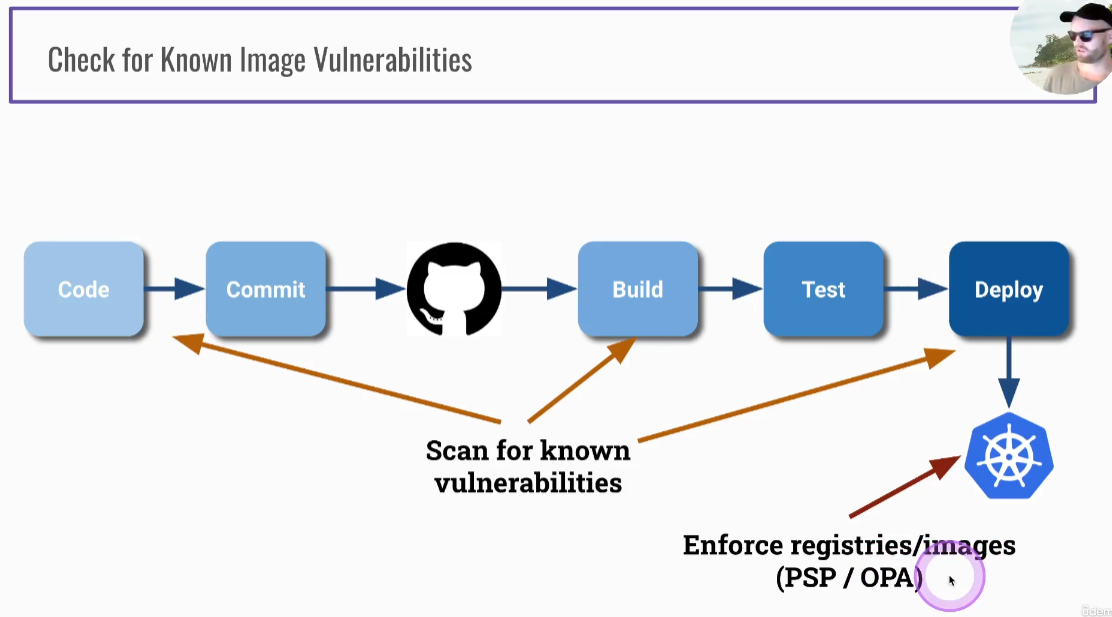 Check for Known Image Vulnerabilities
Code
Commit
Build
Test
Deploy
Scan for known
vulnerabilities
Enforce registries/images
(PSP / OPA)